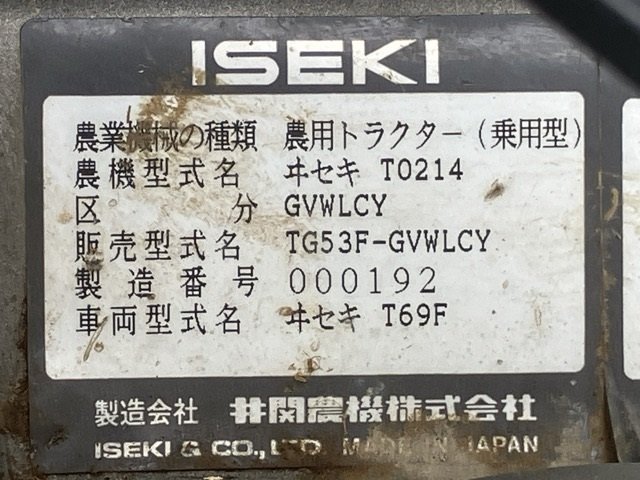 ISEKI
農業機械の種類 農用トラクター(乗用型)
農機型式名 ヰセキ T0214
区分 GVWLCY
販売型式名 TG53F-GVWLCY
製造番号 000192
車両型式名 ヰセキ T69F
製造会社 井関農機株式会社
ISEKI & CO., LTD. MADE IN JAPAN